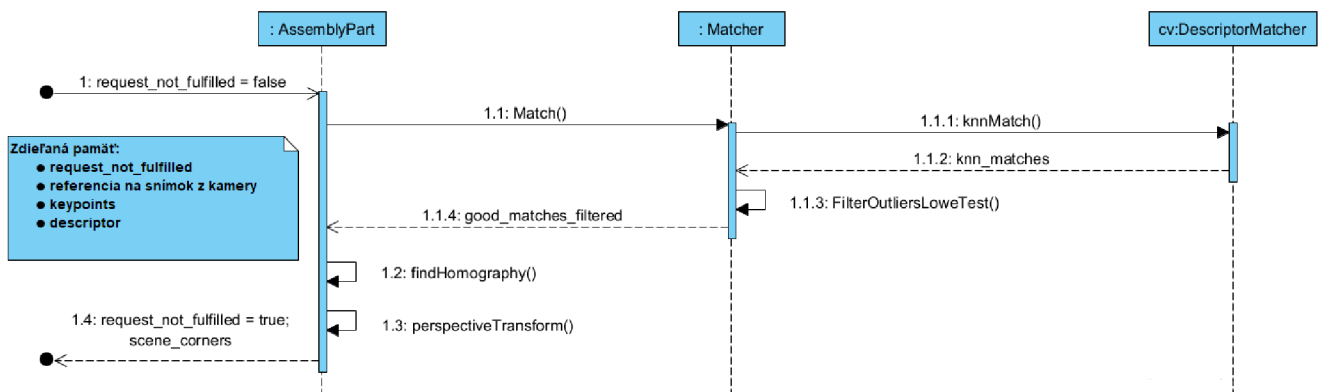 : AssemblyPart
: Matcher
cv:DescriptorMatcher
1: request_not_fulfilled = false
1.1: Match()
1.1.1: knnMatch()
Zdieľaná pamäť:
● request_not_fulfilled
● referencia na snímok z kamery
● keypoints
● descriptor
1.1.2: knn_matches
1.1.3: FilterOutliersLoweTest()
1.1.4: good_matches_filtered
1.2: findHomography()
1.3: perspectiveTransform()
1.4: request_not_fulfilled = true;
scene_corners